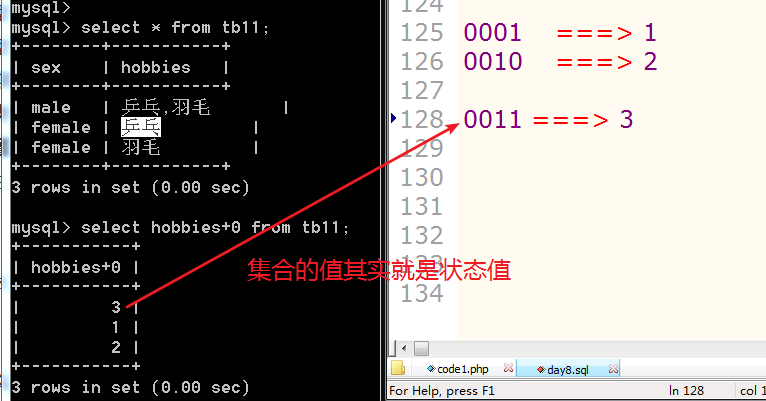 mysql>
mysql> select * from tb11;
+--------+-----------+
| sex    | hobbies   |
+--------+-----------+
| male   | 乒乓,羽毛       |
| female | 乒乓          |
| female | 羽毛          |
+--------+-----------+
3 rows in set (0.00 sec)
mysql> select hobbies+0 from tb11;
+-----------+
| hobbies+0 |
+-----------+
|         3 |
|         1 |
|         2 |
+-----------+
3 rows in set (0.00 sec)
124
125 0001 ===> 1
126 0010 ===> 2
127
128 0011 ===> 3
129
130
131
132
133
134
集合的值其实就是状态值
code1.php day8.sql
For Help, press F1 ln 128 col 1